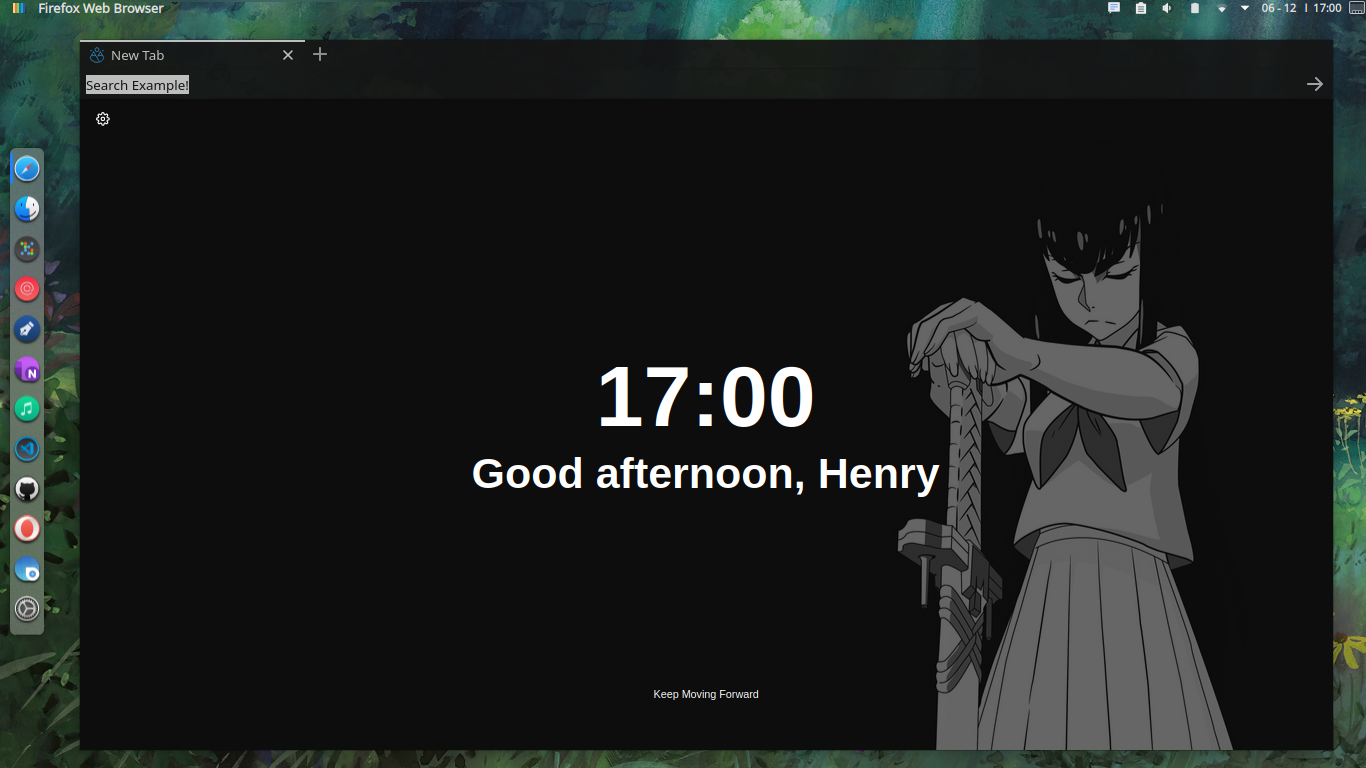 Firefox Web Browser
06 - 12 | 17:00
New Tab
Search Example!
N
17:00
Good afternoon, Henry
Keep Moving Forward